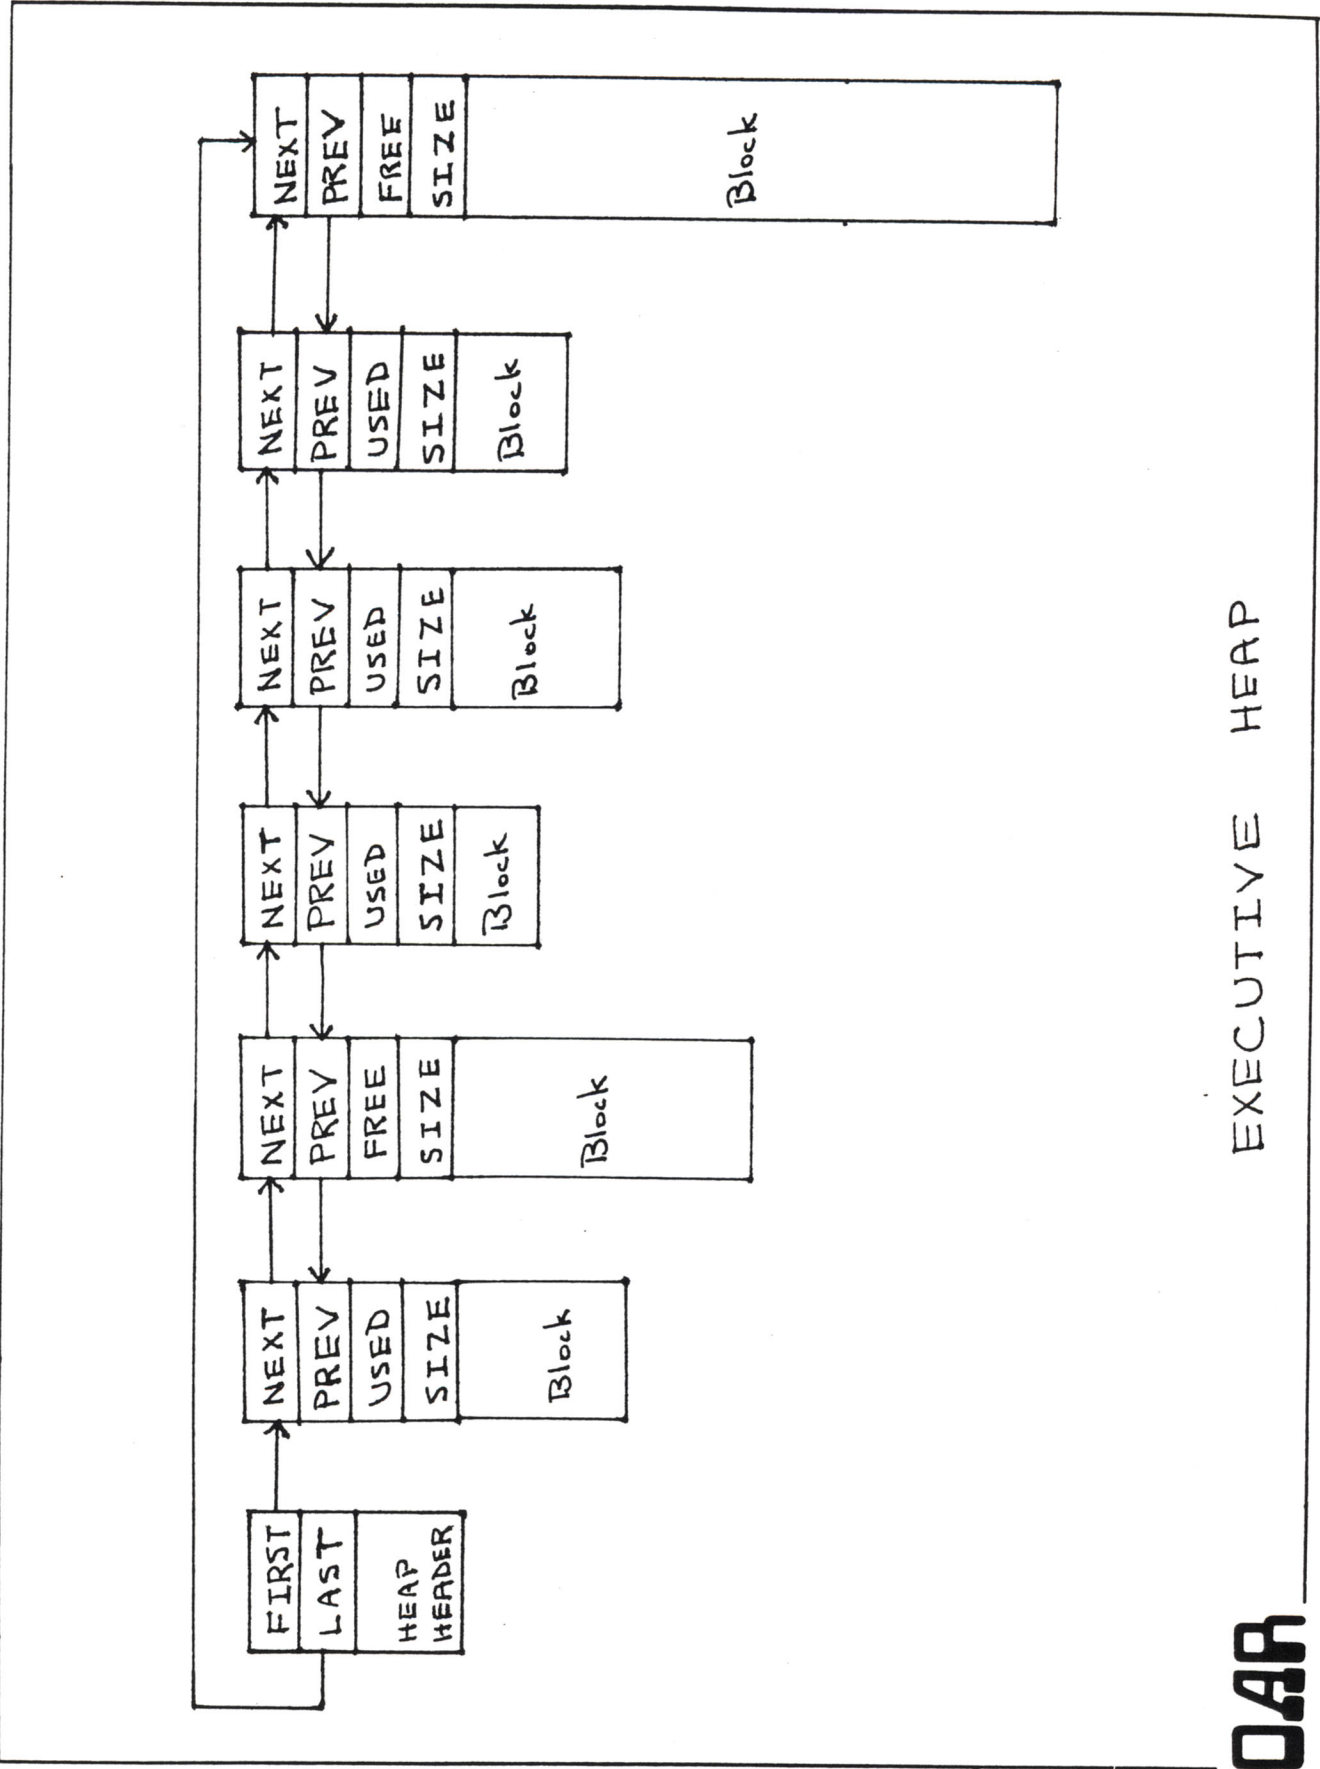 FIRST
LAST
HEAP
HEADER
NEXT
PREV
USED
SIZE
Block
NEXT
PREV
FREE
SIZE
Block
NEXT
PREV
USED
SIZE
Block
NEXT
PREV
USED
SIZE
Block
NEXT
PREV
USED
SIZE
Block
NEXT
PREV
FREE
SIZE
Block
EXECUTIVE HEAP
OAR